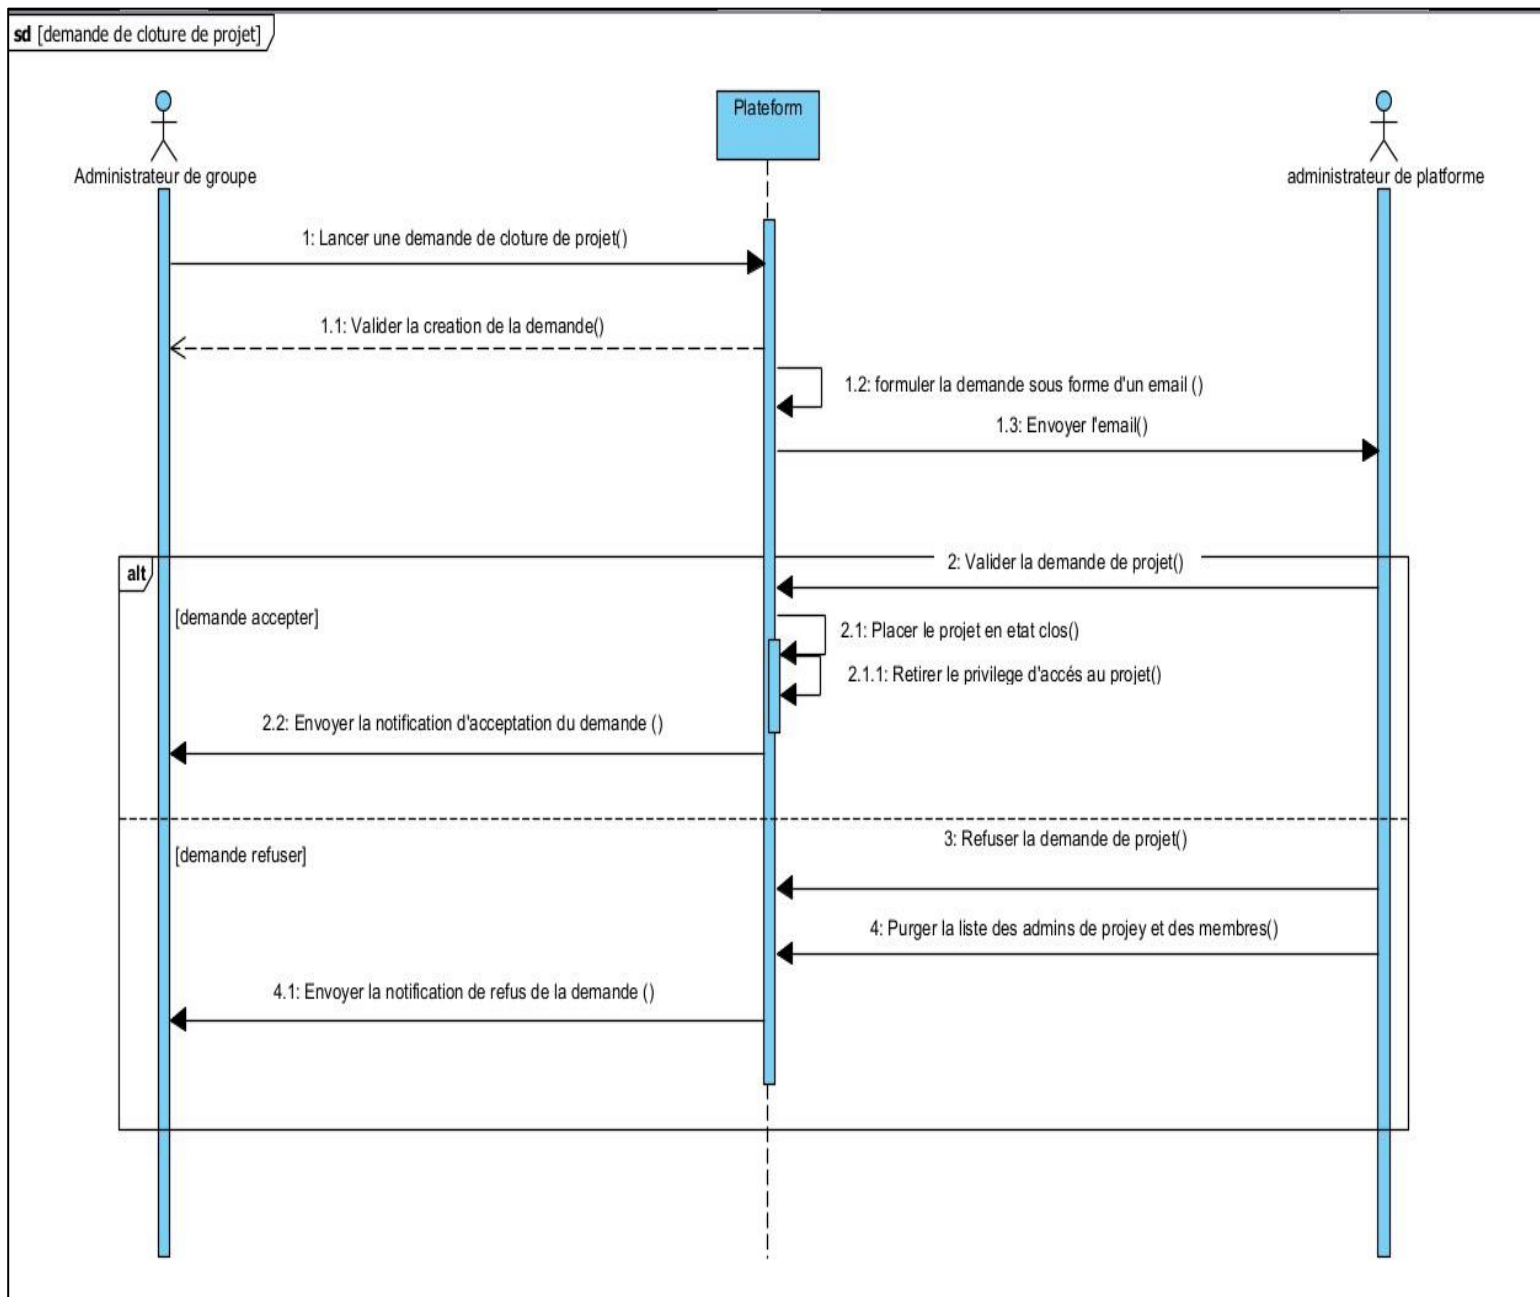 sd [demande de cloture de projet]
Plateform
Administrateur de groupe
administrateur de platforme
1: Lancer une demande de cloture de projet()
1.1: Valider la creation de la demande()
1.2: formuler la demande sous forme d'un email ()
1.3: Envoyer l'email()
2: Valider la demande de projet()
alt
[demande accepter]
2.1: Placer le projet en etat clos()
2.1.1: Retirer le privilege d'accés au projet()
2.2: Envoyer la notification d'acceptation du demande ()
3: Refuser la demande de projet()
[demande refuser]
4: Purger la liste des admins de projey et des membres()
4.1: Envoyer la notification de refus de la demande ()